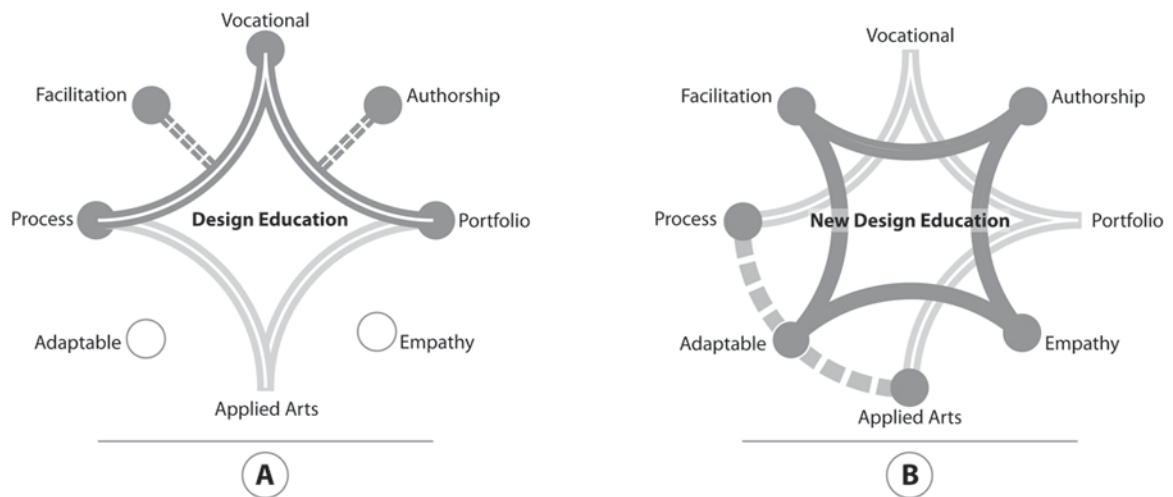 Vocational
Facilitation
Authorship
Process
Design Education
Portfolio
Adaptable
Empathy
Applied Arts
A
Vocational
Facilitation
Authorship
Process
New Design Education
Portfolio
Adaptable
Empathy
Applied Arts
B